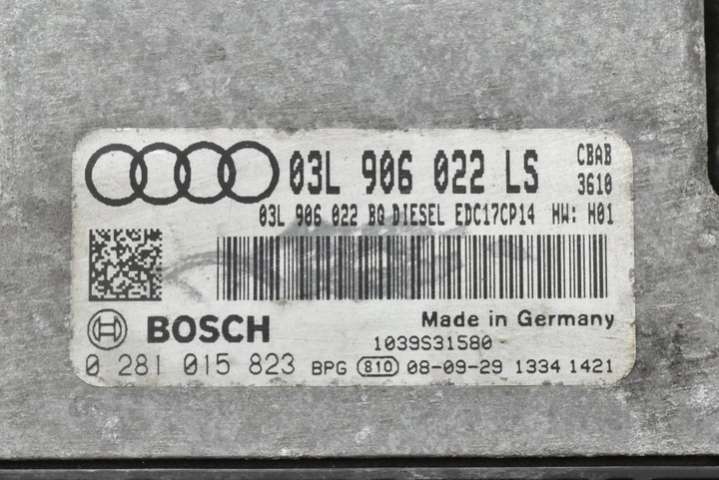 03L 906 022 LS CBAB
3610
03L 906 022 BQ DIESEL EDC17CP14 HW: H01
BOSCH
Made in Germany
1039S31580
0 281 015 823 BPG 810 08-09-29 1334 1421